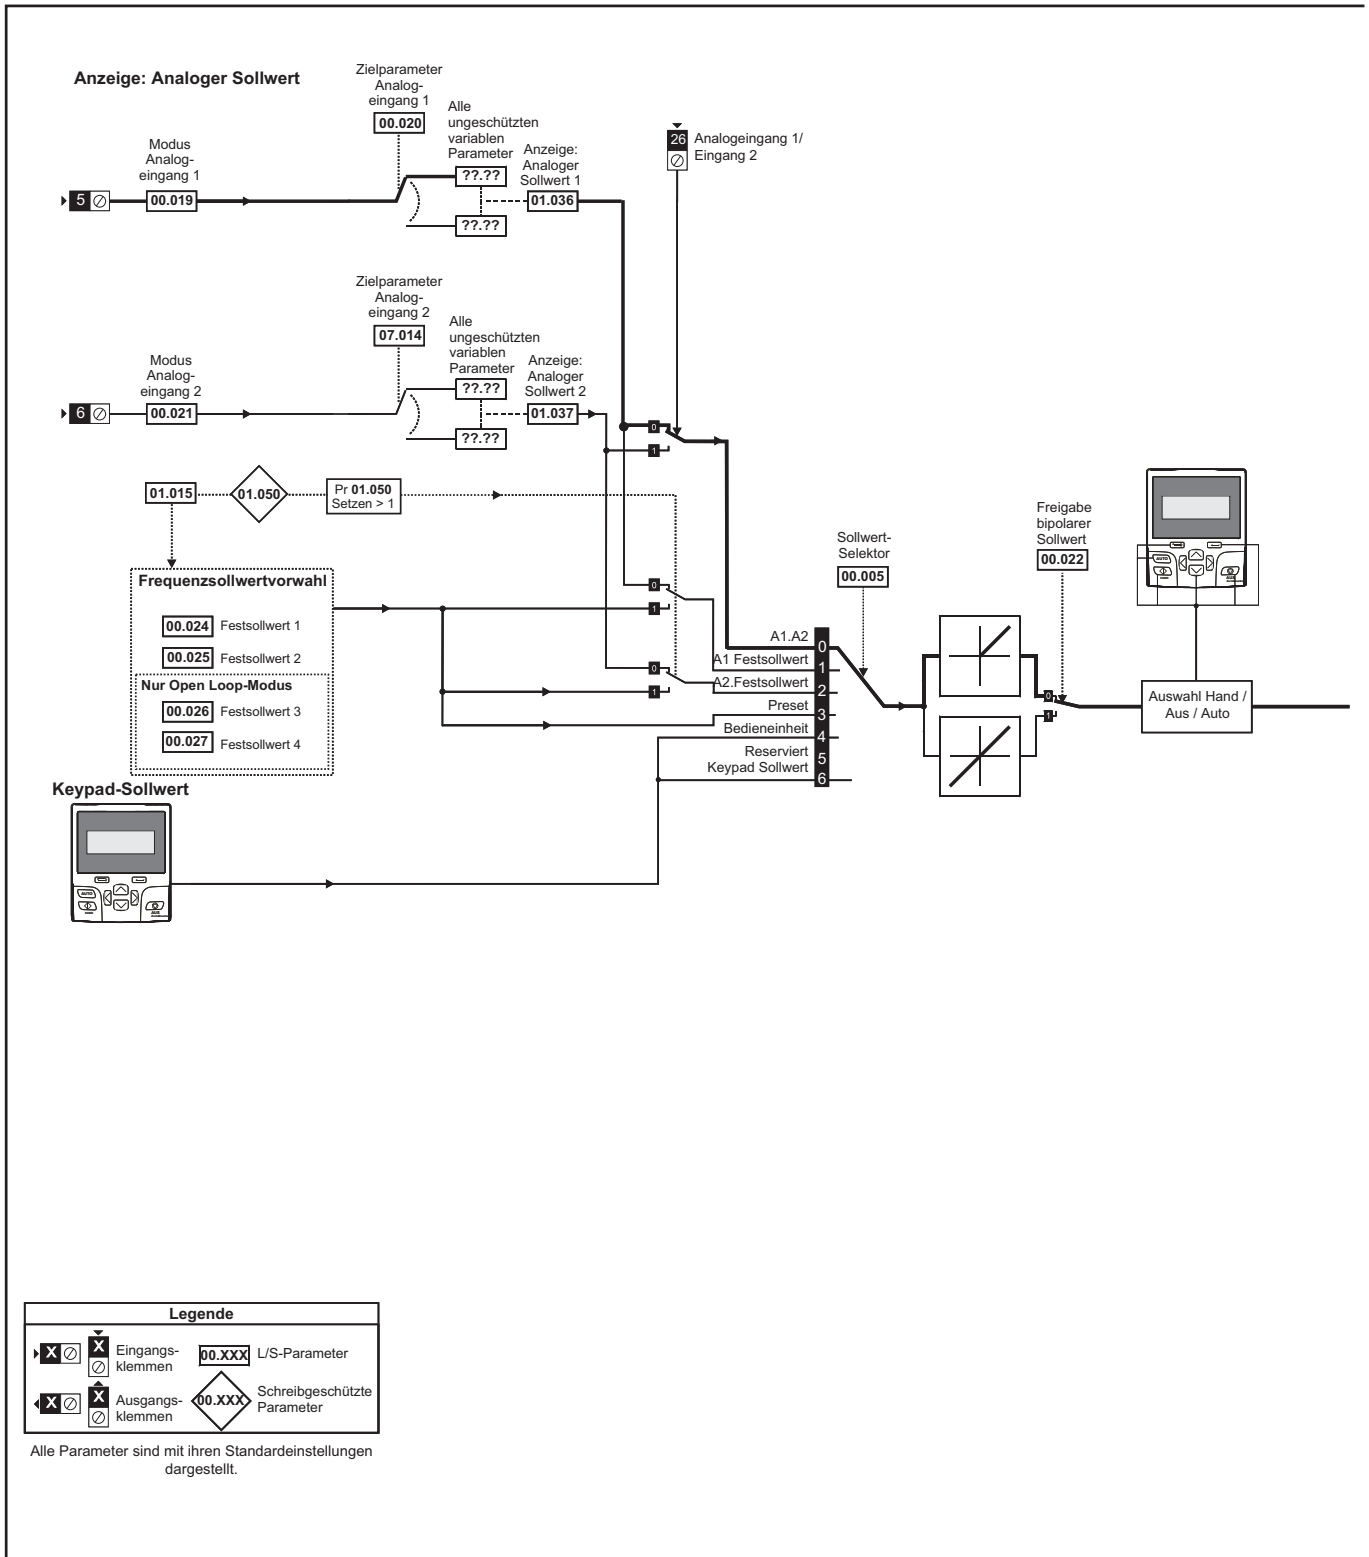 Anzeige: Analoger Sollwert
Zielparameter
Analog-
eingang 1
00.020
Alle
ungeschützten
variablen
Parameter
??.??
??.??
Modus
Analog-
eingang 1
5
00.019
Anzeige:
Analoger
Sollwert 1
01.036
26
Analogeingang 1/
Eingang 2
Zielparameter
Analog-
eingang 2
07.014
Alle
ungeschützten
variablen
Parameter
??.??
??.??
Modus
Analog-
eingang 2
6
00.021
Anzeige:
Analoger
Sollwert 2
01.037
0
1
01.015
01.050
Pr 01.050
Setzen > 1
Frequenzsollwertvorwahl
00.024 Festsollwert 1
00.025 Festsollwert 2
Nur Open Loop-Modus
00.026 Festsollwert 3
00.027 Festsollwert 4
0
1
0
1
Sollwert-
Selektor
00.005
A1.A2 0
A1 Festsollwert 1
A2.Festsollwert 2
Preset 3
Bedieneinheit 4
Reserviert 5
Keypad Sollwert 6
Freigabe
bipolarer
Sollwert
00.022
0
1
AUTO
AUS
Auswahl Hand /
Aus / Auto
Keypad-Sollwert
AUTO
AUS
Legende
X
X
Eingangs-
klemmen
00.XXX
L/S-Parameter
X
X
Ausgangs-
klemmen
00.XXX
Schreibgeschützte
Parameter
Alle Parameter sind mit ihren Standardeinstellungen
dargestellt.